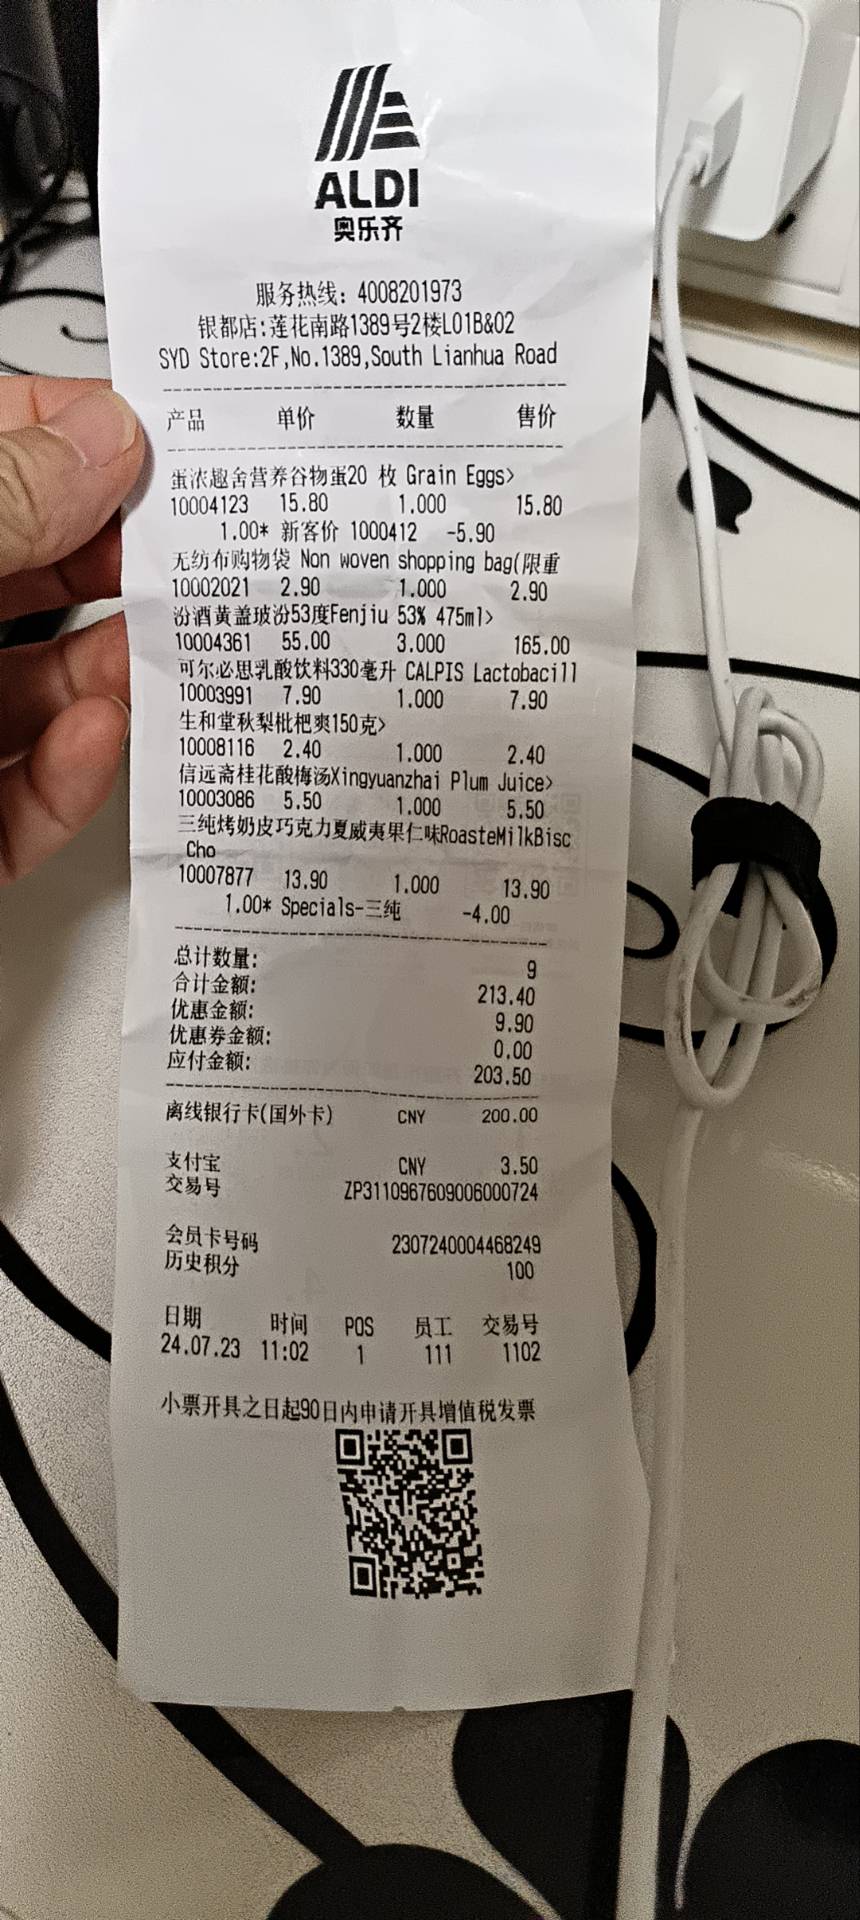 ALDI
奥乐齐
服务热线: 4008201973
银都店:莲花南路1389号2楼L01B&02
SYD Store:2F,No.1389,South Lianhua Road
产品 单价 数量 售价
蛋浓趣舍营养谷物蛋20 枚 Grain Eggs>
10004123 15.80 1.000 15.80
1.00* 新客价 1000412 -5.90
无纺布购物袋 Non woven shopping bag(限重
10002021 2.90 1.000 2.90
汾酒黄盖玻汾53度Fenjiu 53% 475ml>
10004361 55.00 3.000 165.00
可尔必思乳酸饮料330毫升 CALPIS Lactobacill
10003991 7.90 1.000 7.90
生和堂秋梨枇杷爽150克>
10008116 2.40 1.000 2.40
信远斋桂花酸梅汤Xingyuanzhai Plum Juice>
10003086 5.50 1.000 5.50
三纯烤奶皮巧克力夏威夷果仁味RoasteMilkBisc
Cho
10007877 13.90 1.000 13.90
1.00* Specials-三纯 -4.00
总计数量: 9
合计金额: 213.40
优惠金额: 9.90
优惠券金额: 0.00
应付金额: 203.50
离线银行卡(国外卡) CNY 200.00
支付宝 CNY 3.50
交易号 ZP3110967609006000724
会员卡号码 2307240004468249
历史积分 100
日期 时间 POS 员工 交易号
24.07.23 11:02 1 111 1102
小票开具之日起90日内申请开具增值税发票